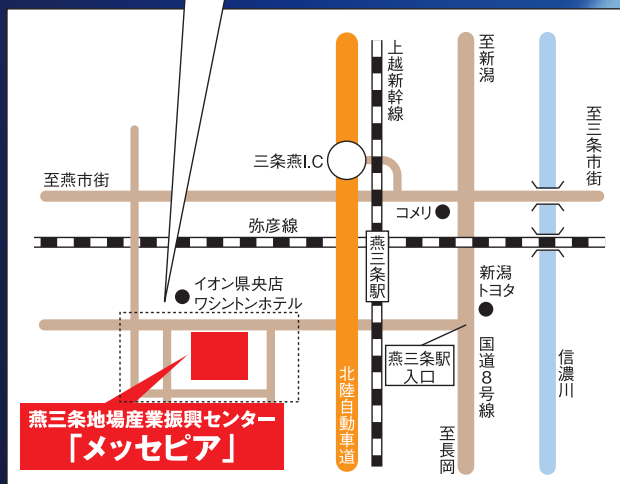 上越新幹線
至新潟
至三条市街
三条燕I.C
至燕市街
コメリ
弥彦線
燕三条駅
イオン県央店
ワシントンホテル
新潟
トヨタ
燕三条駅
入口
国道8号線
信濃川
北陸自動車道
至長岡
燕三条地場産業振興センター
「メッセピア」